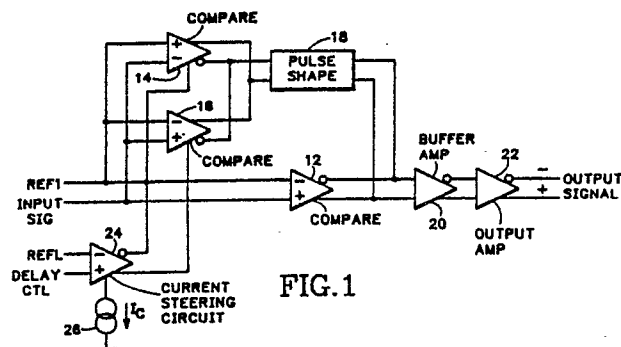 COMPARE
+
−
14
18
PULSE
SHAPE
18
−
+
COMPARE
BUFFER
AMP
22
12
REF1
−
−
OUTPUT
INPUT
SIG
+
+
SIGNAL
COMPARE
20
OUTPUT
AMP
24
REFL
−
DELAY
CTL
+
CURRENT
STEERING
CIRCUIT
FIG.1
IC
26